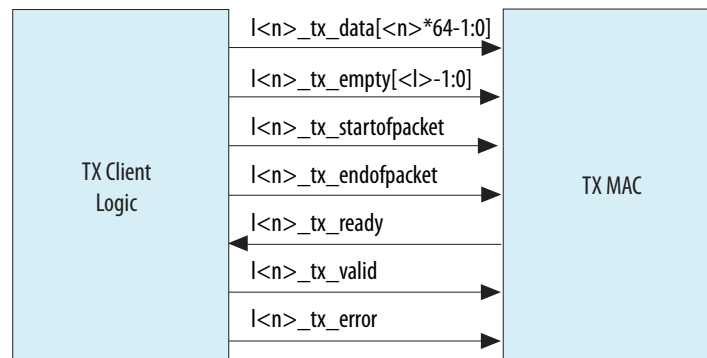 l<n>_tx_data[<n>*64-1:0]
l<n>_tx_empty[<l>-1:0]
l<n>_tx_startofpacket
TX Client
Logic
l<n>_tx_endofpacket
TX MAC
l<n>_tx_ready
l<n>_tx_valid
l<n>_tx_error